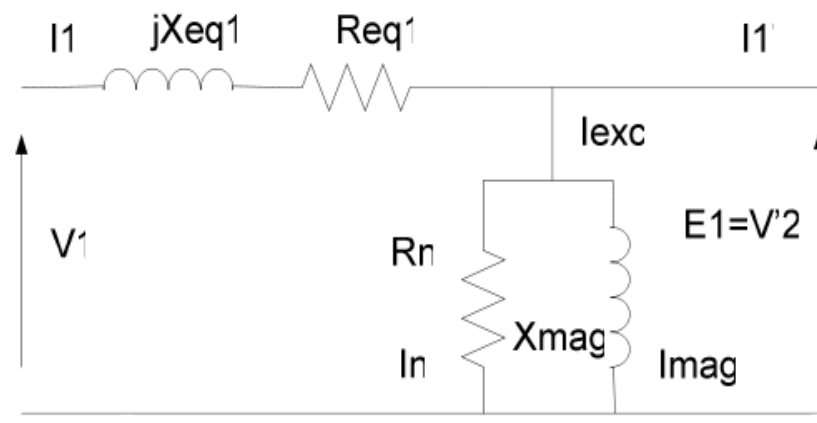 I1 jXeq1 Req1 I1'
Iexc
V1 Rn E1=V'2
In Xmag Imag